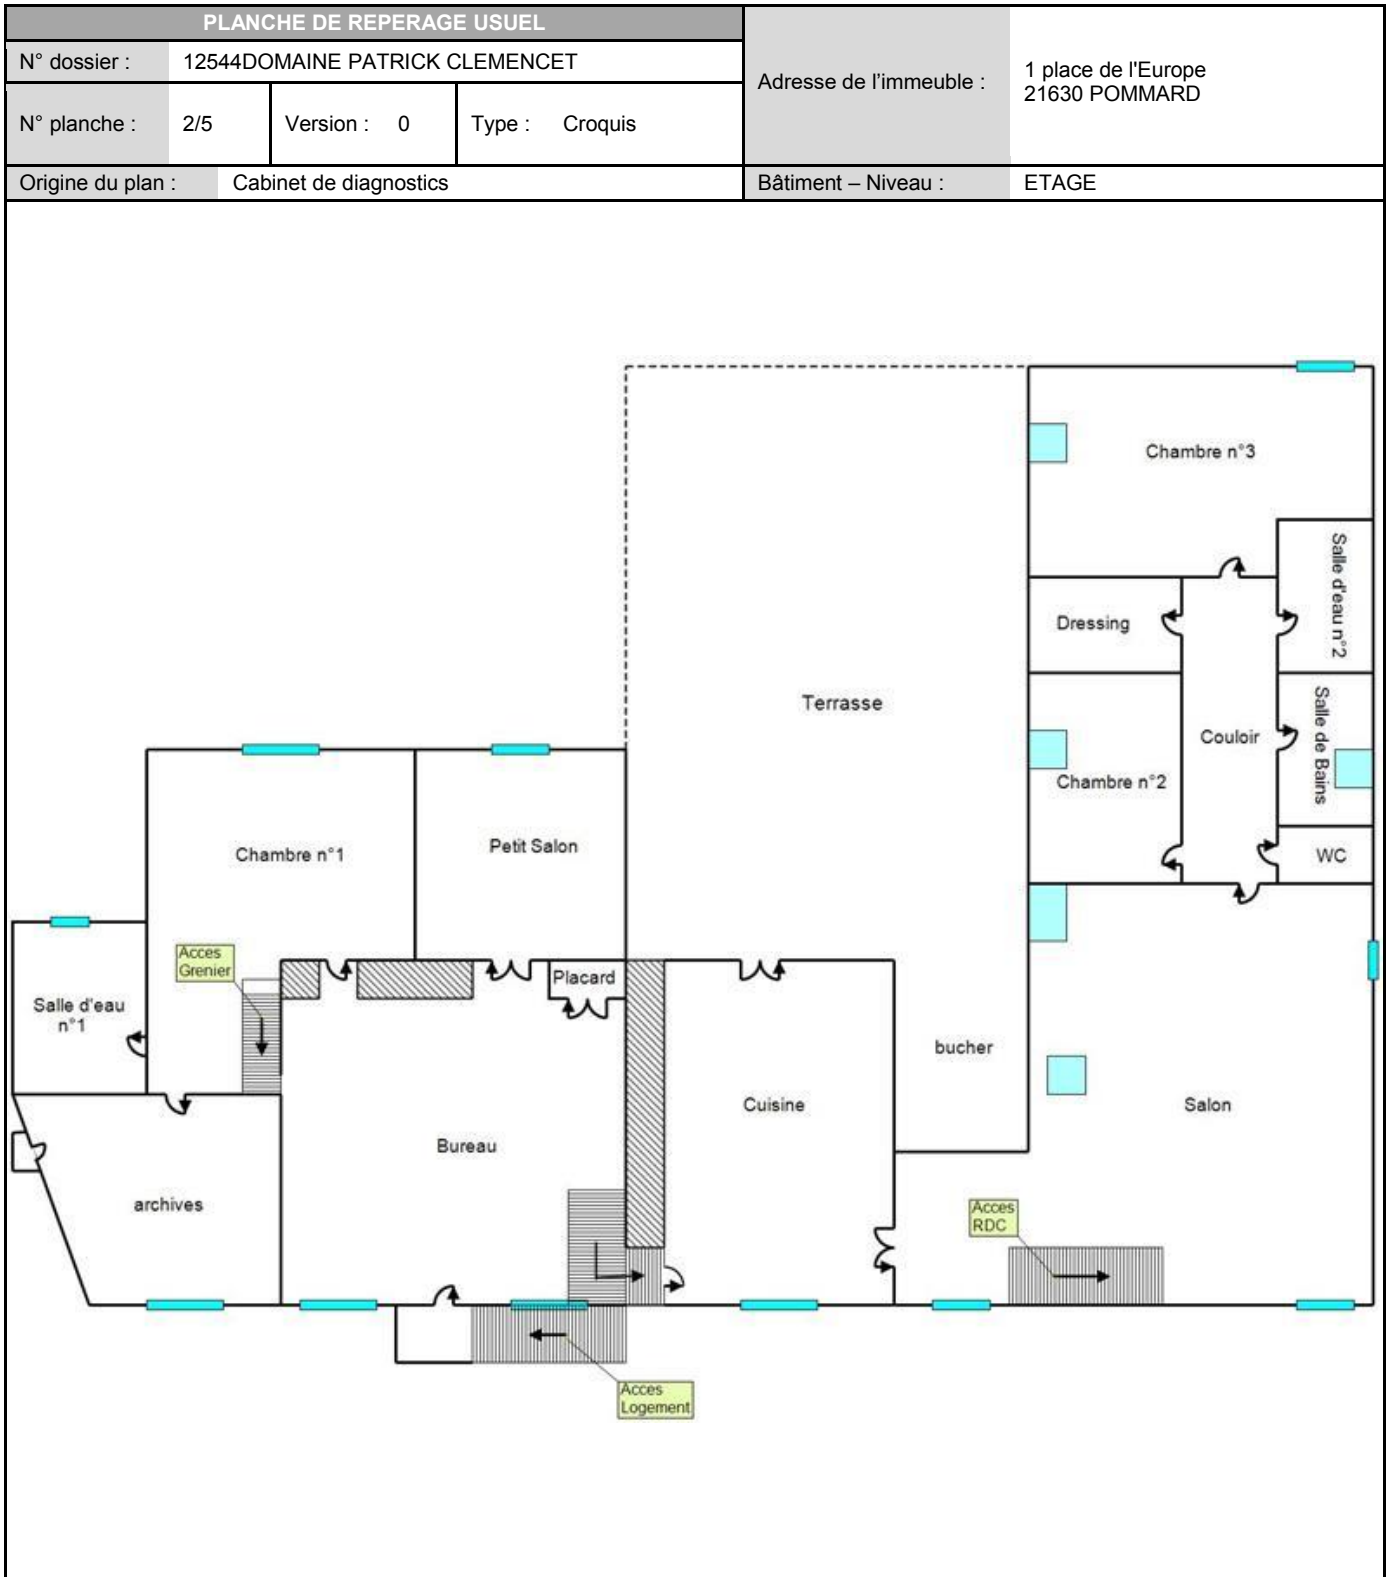 PLANCHE DE REPERAGE USUEL
N° dossier : 12544DOMAINE PATRICK CLEMENCET
Adresse de l'immeuble : 1 place de l'Europe
21630 POMMARD
N° planche : 2/5 Version : 0 Type : Croquis
Origine du plan : Cabinet de diagnostics
Bâtiment – Niveau : ETAGE
Chambre n°3
Salle d'eau n°2
Dressing
Terrasse
Salle de Bains
Couloir
Chambre n°2
Chambre n°1
Petit Salon
WC
Acces
Grenier
Placard
Salle d'eau
n°1
bucher
Cuisine
Salon
Bureau
archives
Acces
RDC
Acces
Logement